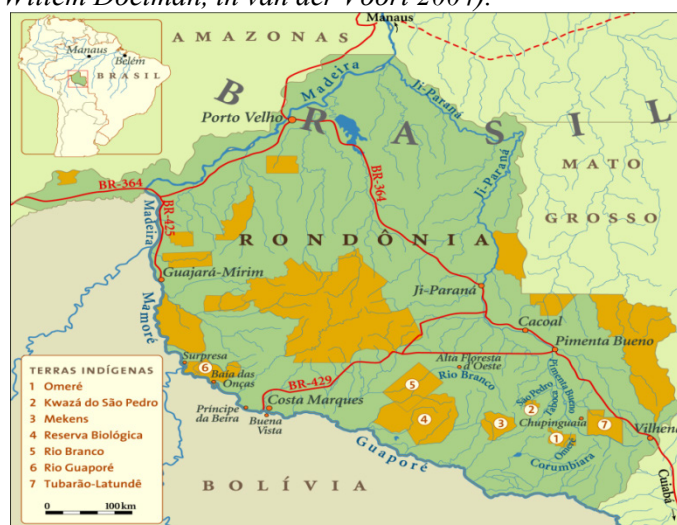 Willem Doelman, in van der Voort 2004).
Manaus
AMAZONAS
Manaus
Belém
BRASIL
BRASIL
Madeira
Ji-Paraná
Porto Velho
MATO
GROSSO
BR-364
BR-364
Ji-Paraná
Madeira
BR-425
RONDÔNIA
Guajará-Mirim
Mamoré
Ji-Paraná
Cacoal
Pimenta Bueno
Surpresa
6
Baía das
Onças
BR-429
Alta Floresta
d'Oeste
Rio Branco
Pimenta Bueno
São Pedro
Taboca
5
2
Costa Marques
Príncipe
da Beira
Buena
Vista
4
3
Chupinguaia
7
1
Omeré
Vilhena
Corumbiara
Guaporé
Cuiabá
BOLÍVIA
TERRAS INDÍGENAS
1 Omeré
2 Kwazá do São Pedro
3 Mekens
4 Reserva Biológica
5 Rio Branco
6 Rio Guaporé
7 Tubarão-Latundê
0 100 km